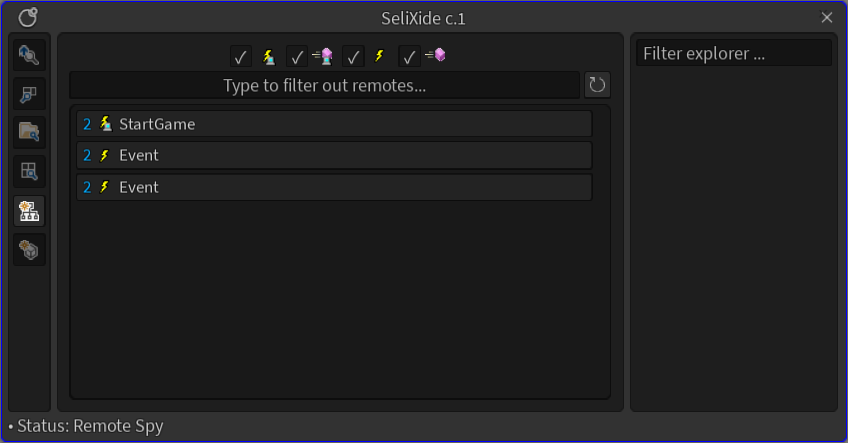 SeliXide c.1
Type to filter out remotes...
2 StartGame
2 Event
2 Event
Filter explorer ...
• Status: Remote Spy